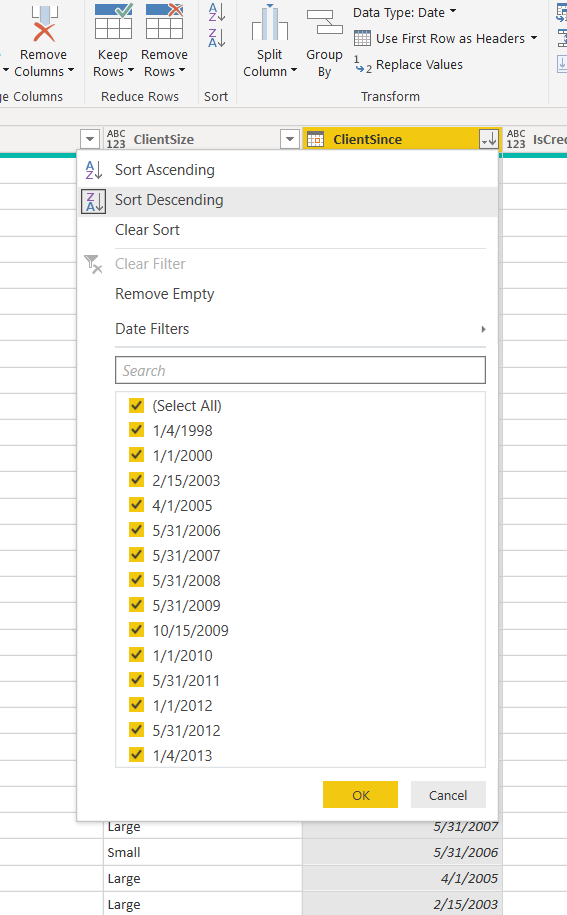 Remove
Columns
Keep
Rows
Remove
Rows
Split
Column
Group
By
Data Type: Date
Use First Row as Headers
1
2 Replace Values
ge Columns
Reduce Rows
Sort
Transform
ABC
123 ClientSize
ClientSince
ABC
123 IsCred
Sort Ascending
Sort Descending
Clear Sort
Clear Filter
Remove Empty
Date Filters
Search
(Select All)
1/4/1998
1/1/2000
2/15/2003
4/1/2005
5/31/2006
5/31/2007
5/31/2008
5/31/2009
10/15/2009
1/1/2010
5/31/2011
1/1/2012
5/31/2012
1/4/2013
OK Cancel
Large 5/31/2007
Small 5/31/2006
Large 4/1/2005
Large 2/15/2003